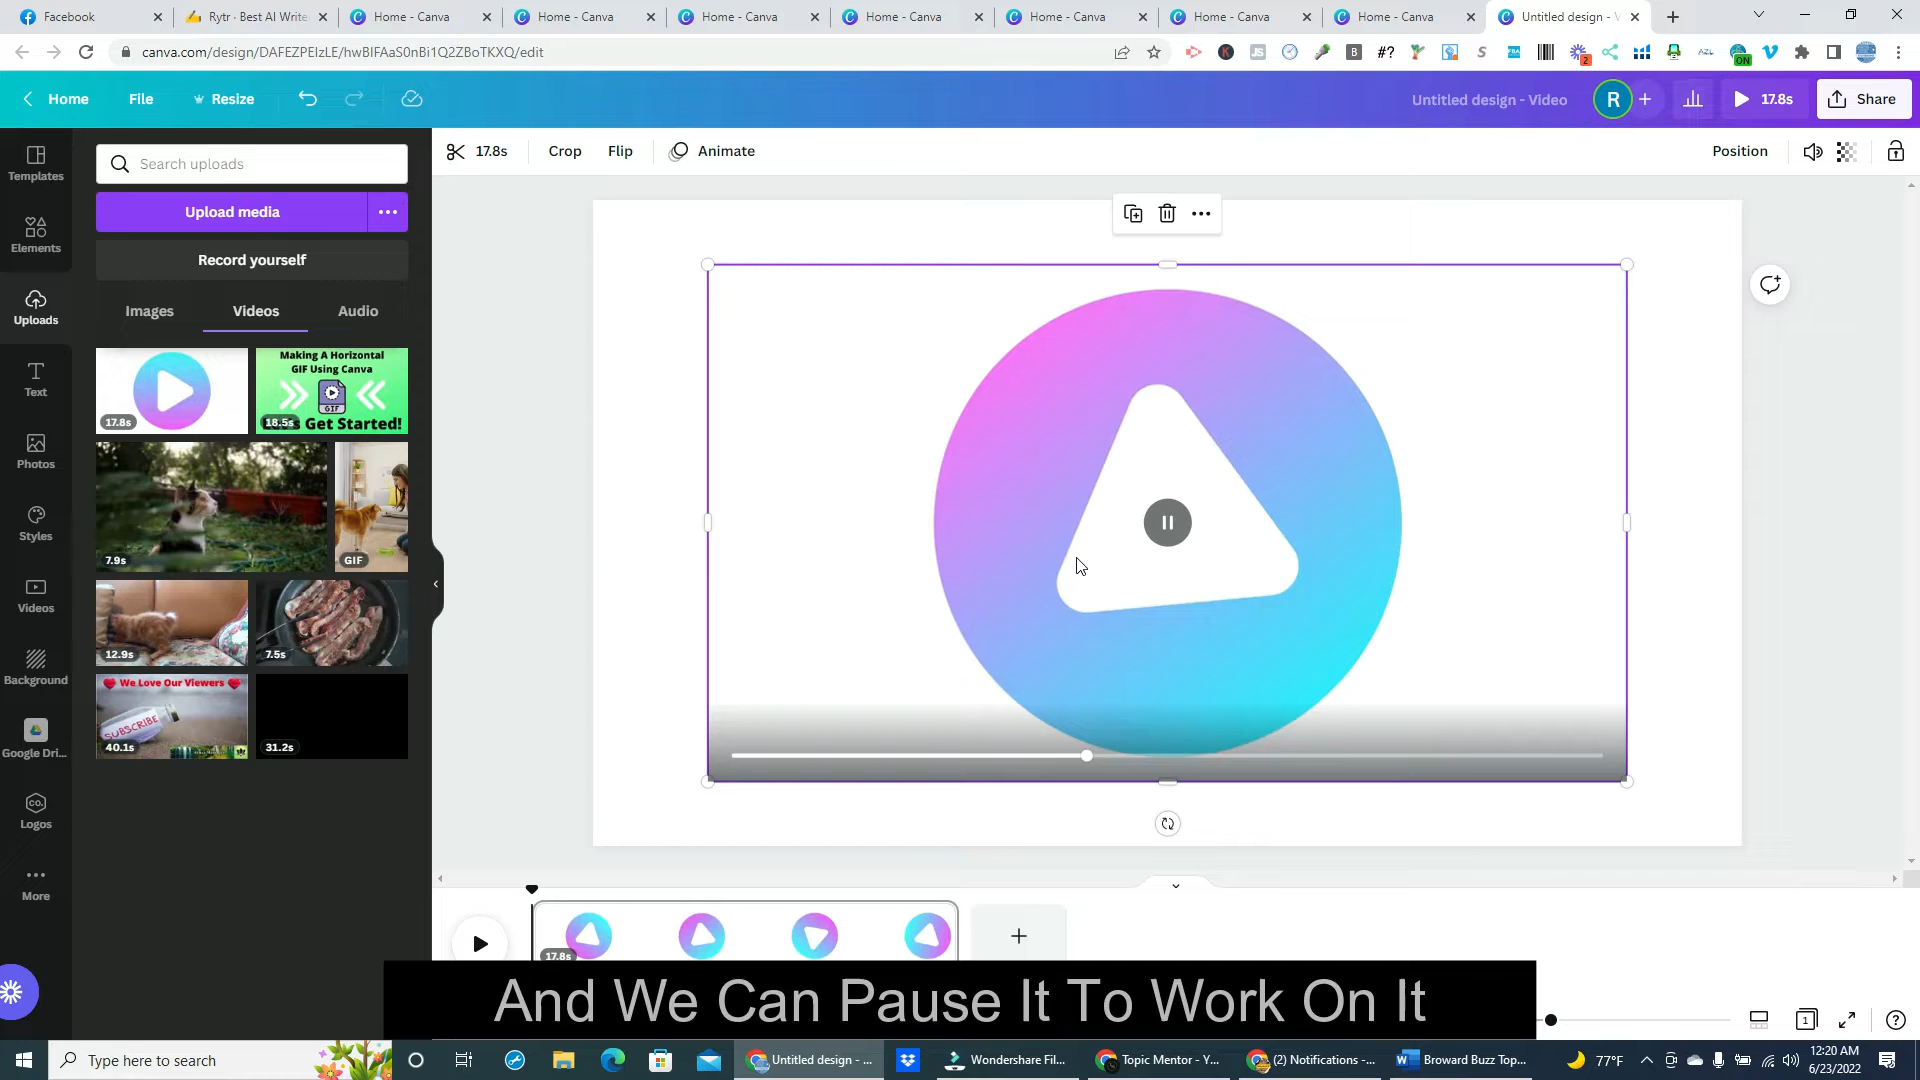 Facebook
Rytr · Best AI Write
Home - Canva
Home - Canva
Home - Canva
Home - Canva
Home - Canva
Home - Canva
Home - Canva
Untitled design - V
canva.com/design/DAFEZPEIzLE/hwBIFAaS0nBi1Q2ZBoTKXQ/edit
Home
File
Resize
Untitled design - Video
R
17.8s
Share
Templates
Elements
Uploads
Text
Photos
Styles
Videos
Background
Google Dri...
Logos
More
Search uploads
Upload media
Record yourself
Images
Videos
Audio
17.8s
Making A Horizontal
GIF Using Canva
GIF
Let's Get Started!
18.5s
7.9s
GIF
12.9s
7.5s
We Love Our Viewers
SUBSCRIBE
40.1s
31.2s
17.8s
Crop
Flip
Animate
Position
17.8s
And We Can Pause It To Work On It
1
Type here to search
Untitled design - ...
Wondershare Fil...
Topic Mentor - Y...
(2) Notifications -...
Broward Buzz Top...
77°F
12:20 AM
6/23/2022